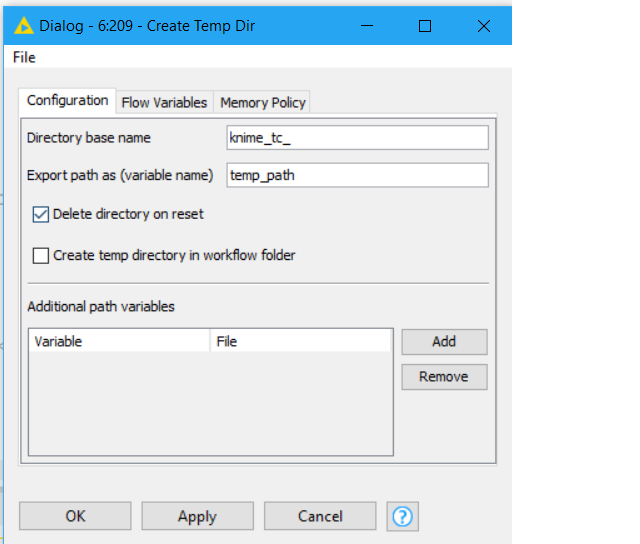 Dialog - 6:209 - Create Temp Dir
File
Configuration Flow Variables Memory Policy
Directory base name knime_tc_
Export path as (variable name) temp_path
Delete directory on reset
Create temp directory in workflow folder
Additional path variables
Variable File Add
Remove
OK Apply Cancel ?